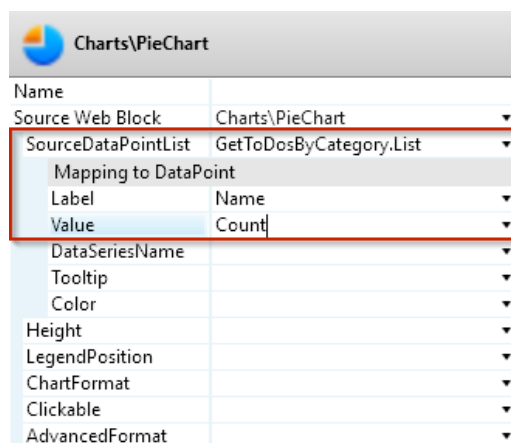 Charts\PieChart
Name
Source Web Block Charts\PieChart
SourceDataPointList GetToDosByCategory.List
Mapping to DataPoint
Label Name
Value Count
DataSeriesName
Tooltip
Color
Height
LegendPosition
ChartFormat
Clickable
AdvancedFormat